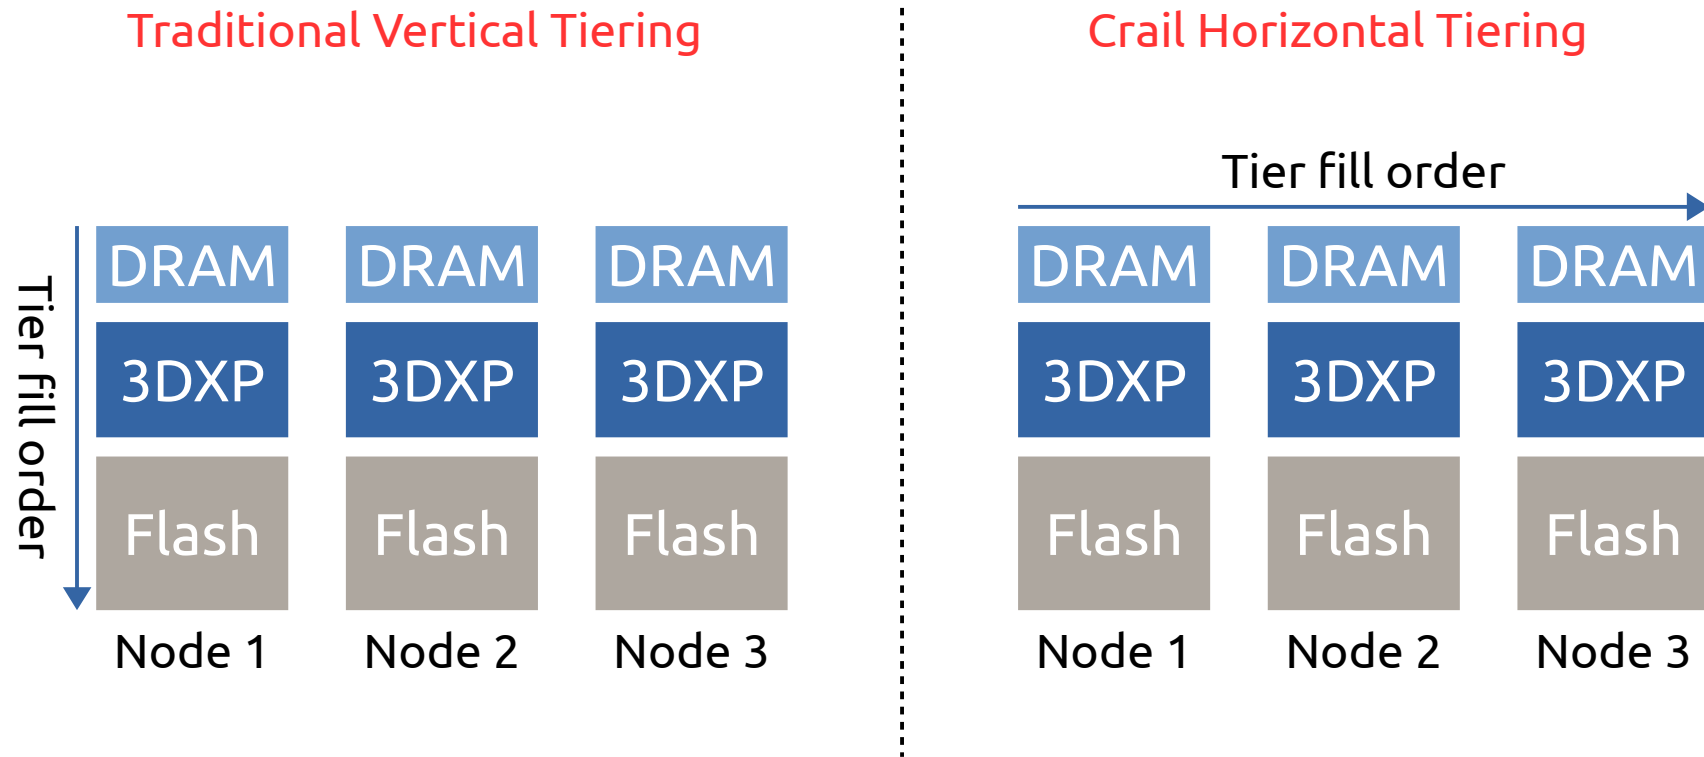 Traditional Vertical Tiering
Tier fill order
DRAM DRAM DRAM
3DXP 3DXP 3DXP
Flash Flash Flash
Node 1 Node 2 Node 3
Crail Horizontal Tiering
Tier fill order
DRAM DRAM DRAM
3DXP 3DXP 3DXP
Flash Flash Flash
Node 1 Node 2 Node 3